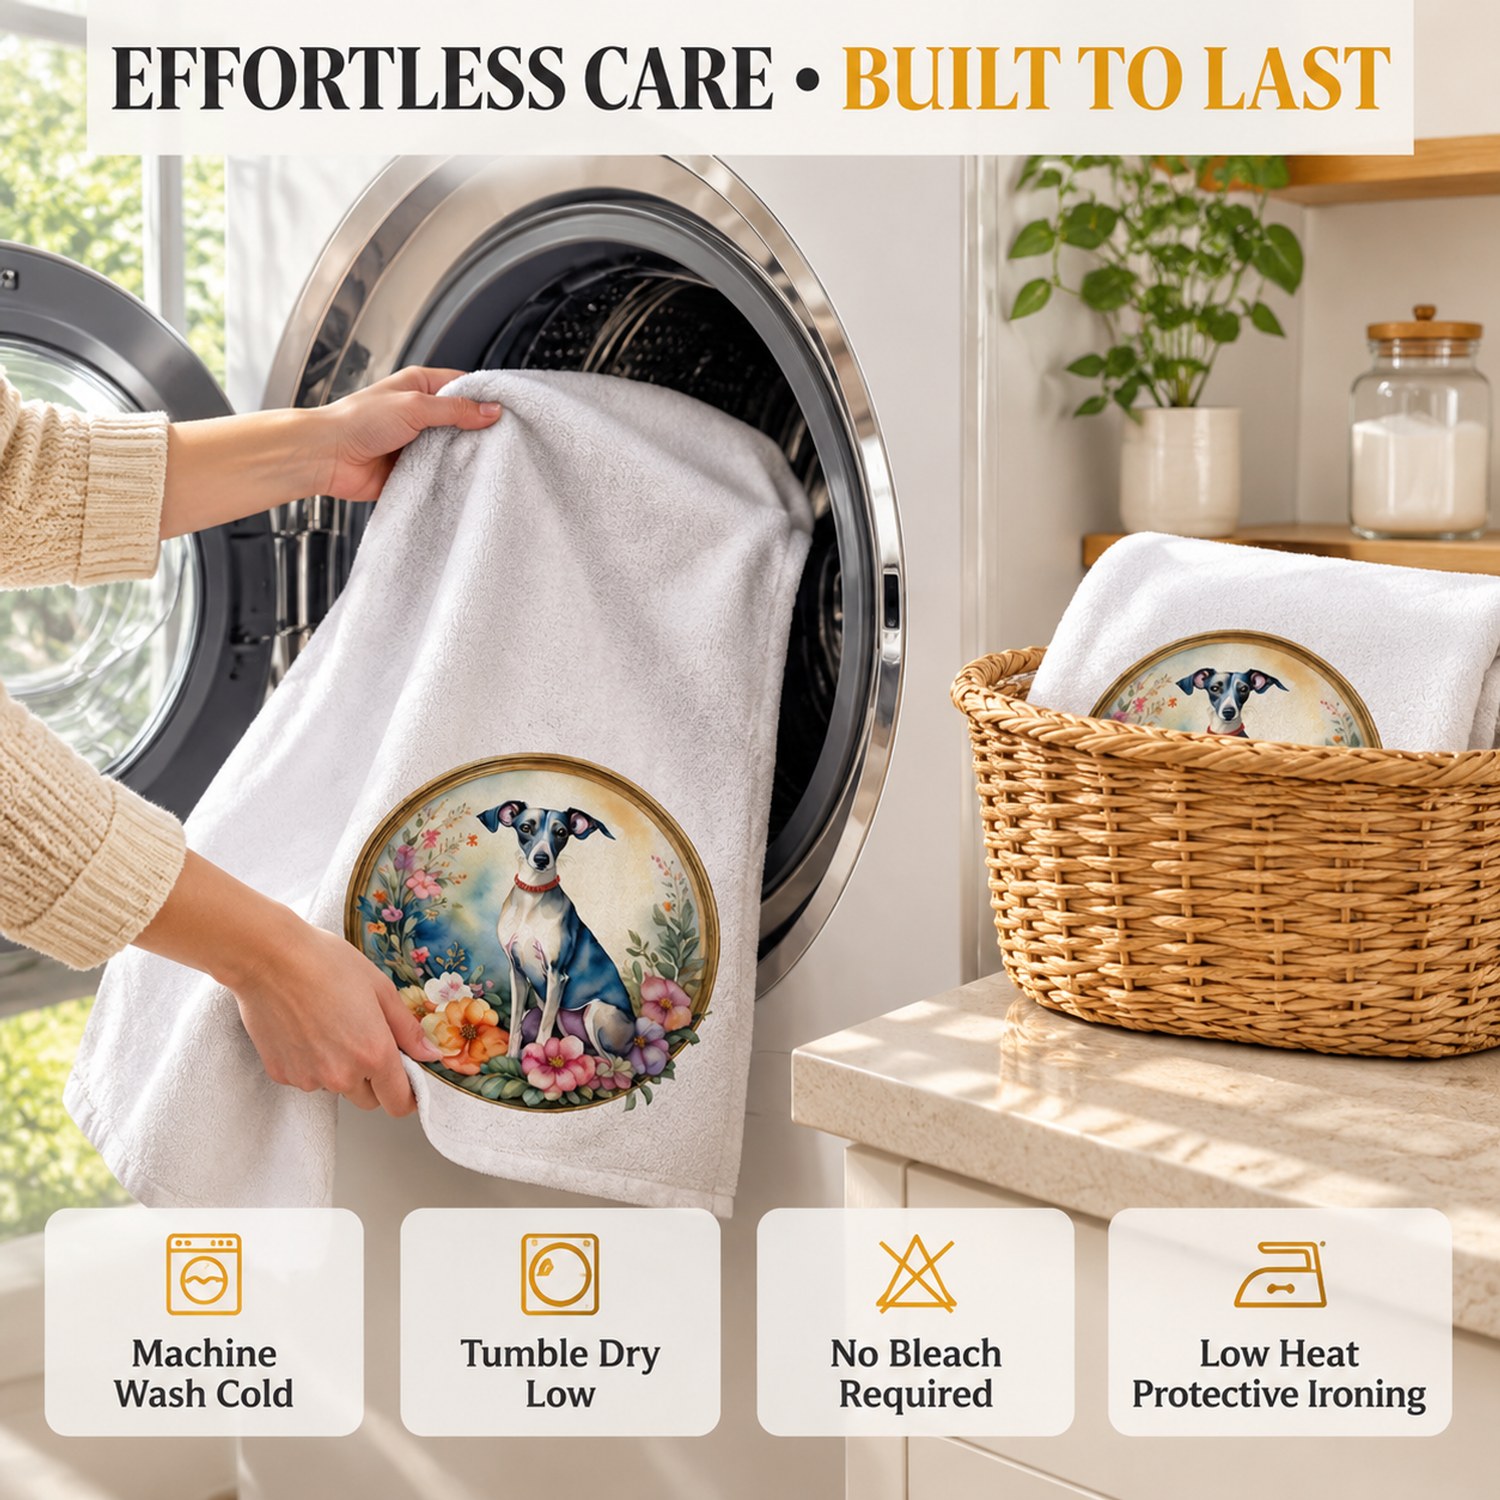 EFFORTLESS CARE • BUILT TO LAST
Machine
Wash Cold
Tumble Dry
Low
No Bleach
Required
Low Heat
Protective Ironing